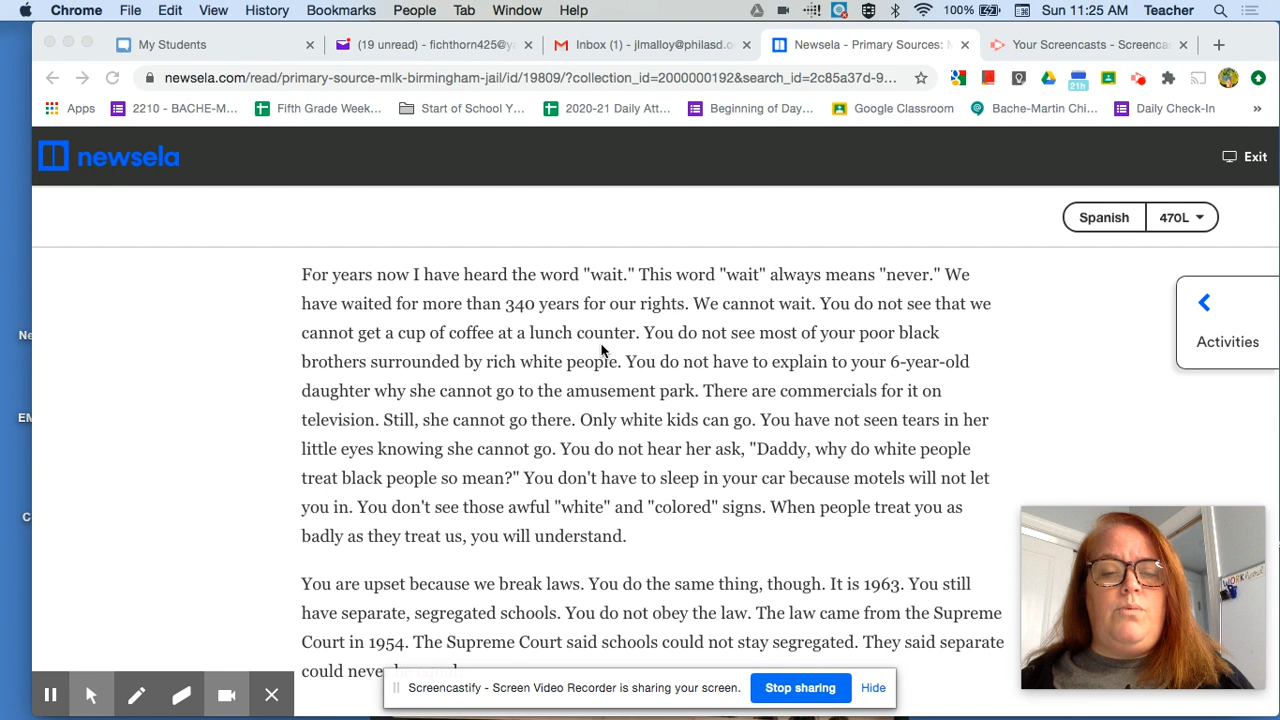 Chrome File Edit View History Bookmarks People Tab Window Help 100% Sun 11:25 AM Teacher
My Students (19 unread) - fichthorn425@y Inbox (1) - jlmalloy@philasd.o Newsela - Primary Sources: M Your Screencasts - Screencas
newsela.com/read/primary-source-mlk-birmingham-jail/id/19809/?collection_id=2000000192&search_id=2c85a37d-9...
21h
Apps 2210 - BACHE-M... Fifth Grade Week... Start of School Y... 2020-21 Daily Att... Beginning of Day... Google Classroom Bache-Martin Chi... Daily Check-In »
newsela Exit
Spanish 470L
For years now I have heard the word "wait." This word "wait" always means "never." We
have waited for more than 340 years for our rights. We cannot wait. You do not see that we
cannot get a cup of coffee at a lunch counter. You do not see most of your poor black
brothers surrounded by rich white people. You do not have to explain to your 6-year-old
daughter why she cannot go to the amusement park. There are commercials for it on
television. Still, she cannot go there. Only white kids can go. You have not seen tears in her
little eyes knowing she cannot go. You do not hear her ask, "Daddy, why do white people
treat black people so mean?" You don't have to sleep in your car because motels will not let
you in. You don't see those awful "white" and "colored" signs. When people treat you as
badly as they treat us, you will understand.
You are upset because we break laws. You do the same thing, though. It is 1963. You still
have separate, segregated schools. You do not obey the law. The law came from the Supreme
Court in 1954. The Supreme Court said schools could not stay segregated. They said separate
could never
Activities
Ne
EM
C
Screencastify - Screen Video Recorder is sharing your screen. Stop sharing Hide